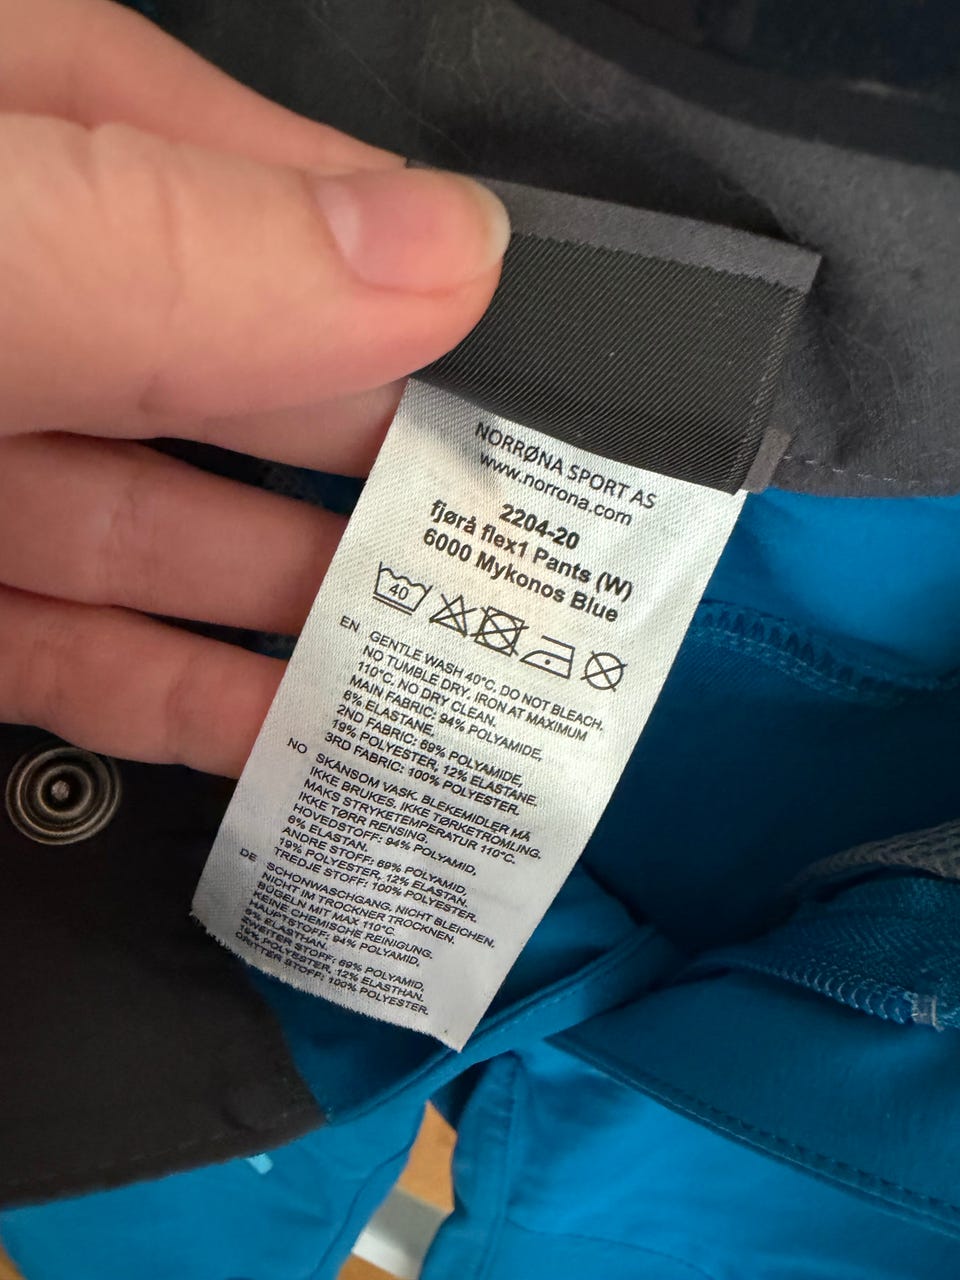 NORRØNA SPORT AS
www.norrona.com
2204-20
fjørå flex1 Pants (W)
6000 Mykonos Blue
40
EN GENTLE WASH 40°C. DO NOT BLEACH.
NO TUMBLE DRY. IRON AT MAXIMUM
110°C. NO DRY CLEAN.
MAIN FABRIC: 94% POLYAMIDE,
6% ELASTANE.
2ND FABRIC: 69% POLYAMIDE,
19% POLYESTER, 12% ELASTANE.
3RD FABRIC: 100% POLYESTER.
NO SKÅNSOM VASK. BLEKEMIDLER MÅ
IKKE BRUKES. IKKE TØRKETROMLING.
MAKS STRYKETEMPERATUR 110°C.
IKKE TØRR RENSING.
HOVEDSTOFF: 94% POLYAMID,
6% ELASTAN.
ANDRE STOFF: 69% POLYAMID,
19% POLYESTER, 12% ELASTAN.
TREDJE STOFF: 100% POLYESTER.
DE SCHONWASCHGANG. NICHT BLEICHEN.
NICHT IM TROCKNER TROCKNEN.
BÜGELN MIT MAX 110°C.
KEINE CHEMISCHE REINIGUNG.
HAUPTSTOFF: 94% POLYAMID,
6% ELASTHAN.
ZWEITER STOFF: 69% POLYAMID,
19% POLYESTER, 12% ELASTHAN.
DRITTER STOFF: 100% POLYESTER.